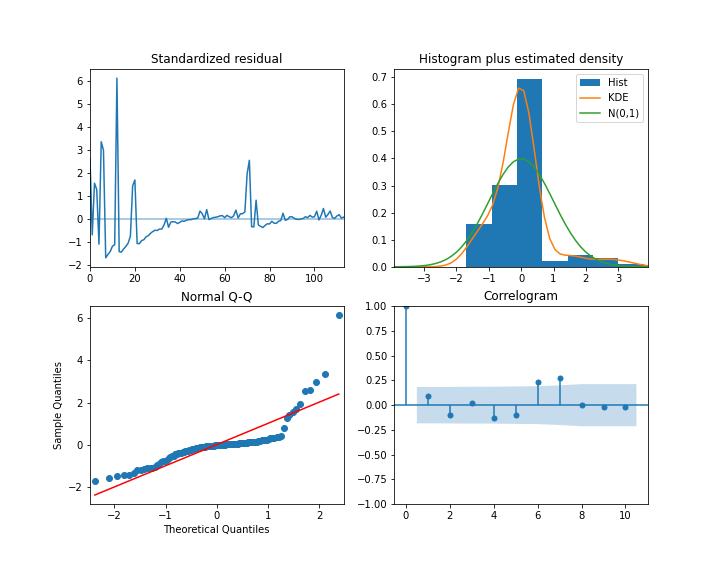 Standardized residual
6
5
4
3
2
1
0
−1
−2
0 20 40 60 80 100
Histogram plus estimated density
0.7
0.6
0.5
0.4
0.3
0.2
0.1
0.0
−3 −2 −1 0 1 2 3
Hist
KDE
N(0,1)
Normal Q-Q
Sample Quantiles
6
4
2
0
−2
−2 −1 0 1 2
Theoretical Quantiles
Correlogram
1.00
0.75
0.50
0.25
0.00
−0.25
−0.50
−0.75
−1.00
0 2 4 6 8 10